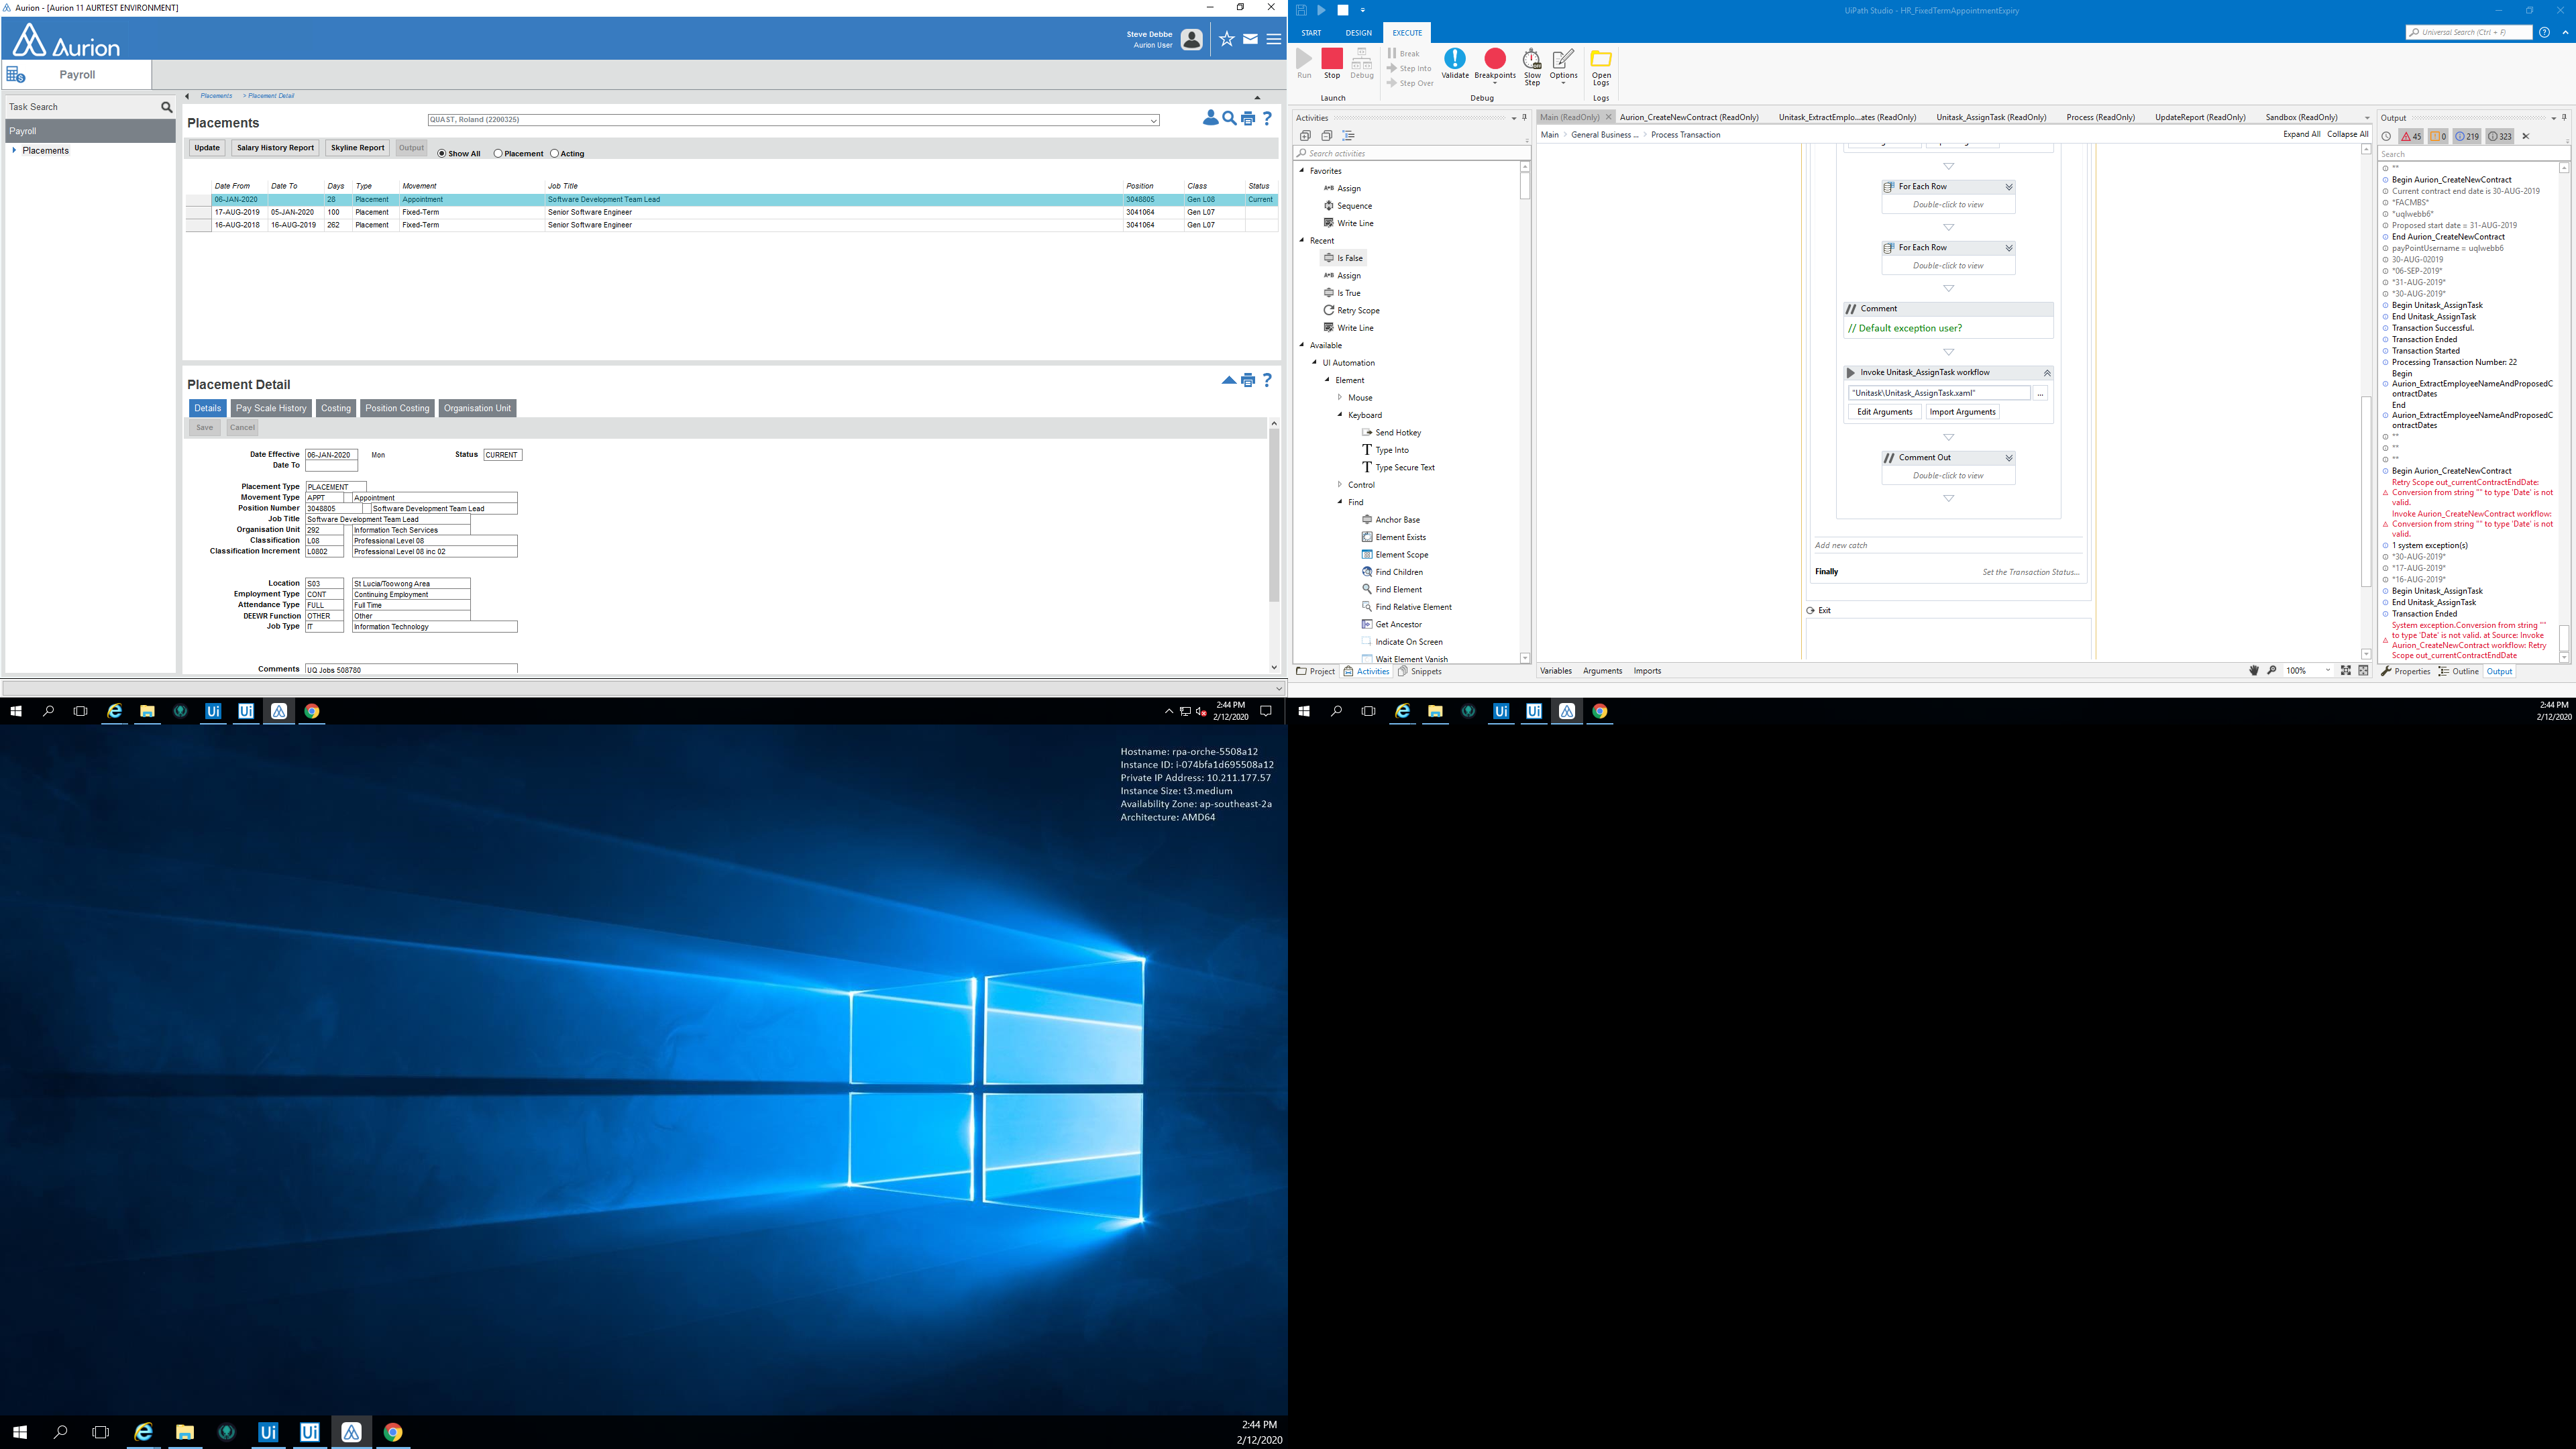 Aurion - [Aurion 11 AURTEST ENVIRONMENT]
Aurion
Steve Debbe
Aurion User
Payroll
Task Search
Payroll
Placements
Placements > Placement Detail
Placements
QUAST, Roland (2200325)
Update Salary History Report Skyline Report Output Show All Placement Acting
Date From Date To Days Type Movement Job Title Position Class Status
06-JAN-2020 28 Placement Appointment Software Development Team Lead 3048805 Gen L08 Current
17-AUG-2019 05-JAN-2020 100 Placement Fixed-Term Senior Software Engineer 3041064 Gen L07
16-AUG-2018 16-AUG-2019 262 Placement Fixed-Term Senior Software Engineer 3041064 Gen L07
Placement Detail
Details Pay Scale History Costing Position Costing Organisation Unit
Save Cancel
Date Effective 06-JAN-2020 Mon Status CURRENT
Date To
Placement Type PLACEMENT
Movement Type APPT Appointment
Position Number 3048805 Software Development Team Lead
Job Title Software Development Team Lead
Organisation Unit 292 Information Tech Services
Classification L08 Professional Level 08
Classification Increment L0802 Professional Level 08 inc 02
Location S03 St Lucia/Toowong Area
Employment Type CONT Continuing Employment
Attendance Type FULL Full Time
DEEWR Function OTHER Other
Job Type IT Information Technology
Comments UQ Jobs 508780
2:44 PM
2/12/2020
UiPath Studio - HR_FixedTermAppointmentExpiry
START DESIGN EXECUTE
Universal Search (Ctrl + F)
Run Stop Debug
Break
Step Into
Step Over
Validate Breakpoints Slow Step Options Open Logs
Launch Debug Logs
Activities
Search activities
Favorites
Assign
Sequence
Write Line
Recent
Is False
Assign
Is True
Retry Scope
Write Line
Available
UI Automation
Element
Mouse
Keyboard
Send Hotkey
Type Into
Type Secure Text
Control
Find
Anchor Base
Element Exists
Element Scope
Find Children
Find Element
Find Relative Element
Get Ancestor
Indicate On Screen
Wait Element Vanish
Project Activities Snippets
Main (ReadOnly) Aurion_CreateNewContract (ReadOnly) Unitask_ExtractEmplo...ates (ReadOnly) Unitask_AssignTask (ReadOnly) Process (ReadOnly) UpdateReport (ReadOnly) Sandbox (ReadOnly)
Main > General Business ... > Process Transaction
Expand All Collapse All
For Each Row
Double-click to view
For Each Row
Double-click to view
Comment
// Default exception user?
Invoke Unitask_AssignTask workflow
"Unitask\Unitask_AssignTask.xaml" ...
Edit Arguments Import Arguments
Comment Out
Double-click to view
Add new catch
Finally Set the Transaction Status...
Exit
Variables Arguments Imports
100%
Output
45 0 219 323
Search
**
Begin Aurion_CreateNewContract
Current contract end date is 30-AUG-2019
*FACMBS*
*uqlwebb6*
Proposed start date = 31-AUG-2019
End Aurion_CreateNewContract
payPointUsername = uqlwebb6
30-AUG-02019
*06-SEP-2019*
*31-AUG-2019*
*30-AUG-2019*
Begin Unitask_AssignTask
End Unitask_AssignTask
Transaction Successful.
Transaction Ended
Transaction Started
Processing Transaction Number: 22
Begin
Aurion_ExtractEmployeeNameAndProposedC
ontractDates
End
Aurion_ExtractEmployeeNameAndProposedC
ontractDates
**
**
**
Begin Aurion_CreateNewContract
Retry Scope out_currentContractEndDate:
Conversion from string "" to type 'Date' is not
valid.
Invoke Aurion_CreateNewContract workflow:
Conversion from string "" to type 'Date' is not
valid.
1 system exception(s)
*30-AUG-2019*
*17-AUG-2019*
*16-AUG-2019*
Begin Unitask_AssignTask
End Unitask_AssignTask
Transaction Ended
System exception.Conversion from string ""
to type 'Date' is not valid. at Source: Invoke
Aurion_CreateNewContract workflow: Retry
Scope out_currentContractEndDate
Properties Outline Output
2:44 PM
2/12/2020
Hostname: rpa-orche-5508a12
Instance ID: i-074bfa1d695508a12
Private IP Address: 10.211.177.57
Instance Size: t3.medium
Availability Zone: ap-southeast-2a
Architecture: AMD64
2:44 PM
2/12/2020